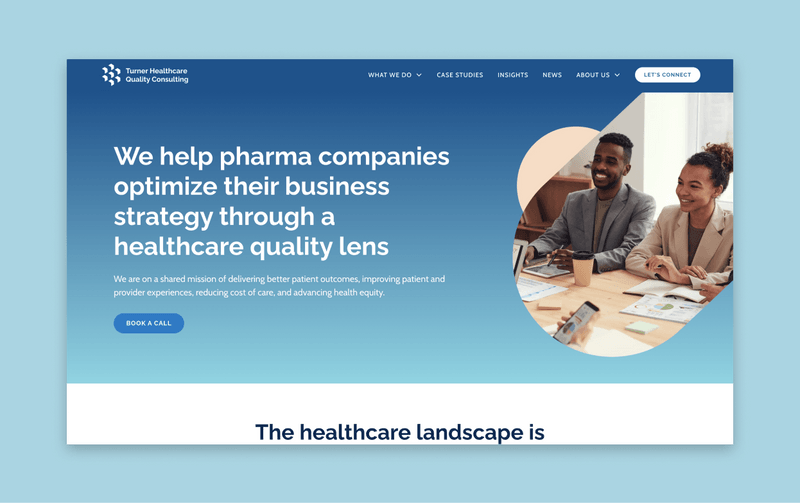 Turner Healthcare
Quality Consulting
WHAT WE DO
CASE STUDIES
INSIGHTS
NEWS
ABOUT US
LET'S CONNECT
We help pharma companies
optimize their business
strategy through a
healthcare quality lens
We are on a shared mission of delivering better patient outcomes, improving patient and
provider experiences, reducing cost of care, and advancing health equity.
BOOK A CALL
The healthcare landscape is